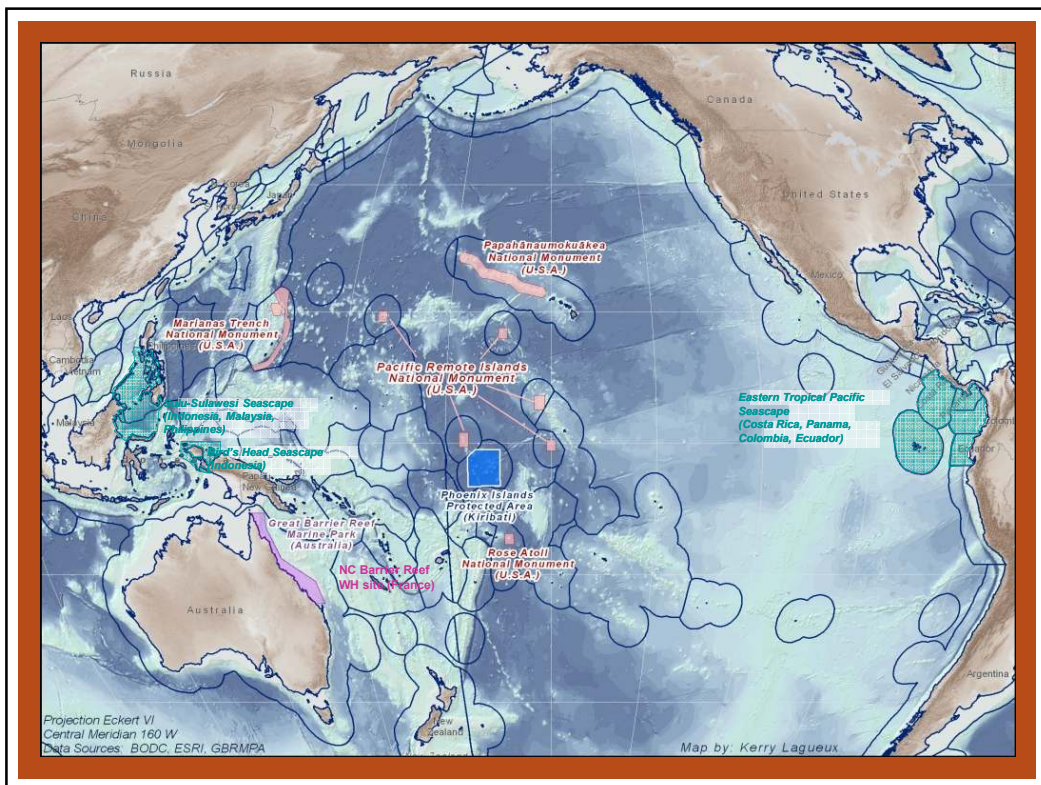 Russia
Canada
Mongolia
N. Korea
Japan
China
United States
Papahānaumokuākea
National Monument
(U.S.A.)
Mexico
Laos
Marianas Trench
National Monument
(U.S.A.)
Philippines
Cambodia
Vietnam
Pacific Remote Islands
National Monument
(U.S.A.)
Eastern Tropical Pacific
Seascape
(Costa Rica, Panama,
Colombia, Ecuador)
Sulu-Sulawesi Seascape
(Indonesia, Malaysia,
Philippines)
Malaysia
Bird's Head Seascape
(Indonesia)
Ecuador
Papua
New Guinea
Phoenix Islands
Protected Area
(Kiribati)
Great Barrier Reef
Marine Park
(Australia)
Rose Atoll
National Monument
(U.S.A.)
NC Barrier Reef
WH site (France)
Australia
Argentina
New
Zealand
Projection Eckert VI
Central Meridian 160 W
Data Sources: BODC, ESRI, GBRMPA
Map by: Kerry Lagueux